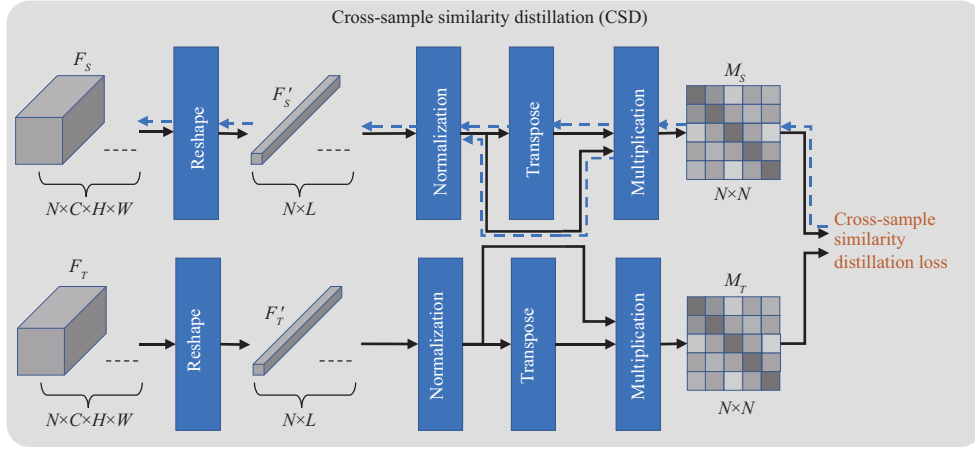 Cross-sample similarity distillation (CSD)
F_S
Reshape
F_S'
Normalization
Transpose
Multiplication
M_S
N×C×H×W
N×L
N×N
Cross-sample
similarity
distillation loss
F_T
Reshape
F_T'
Normalization
Transpose
Multiplication
M_T
N×C×H×W
N×L
N×N